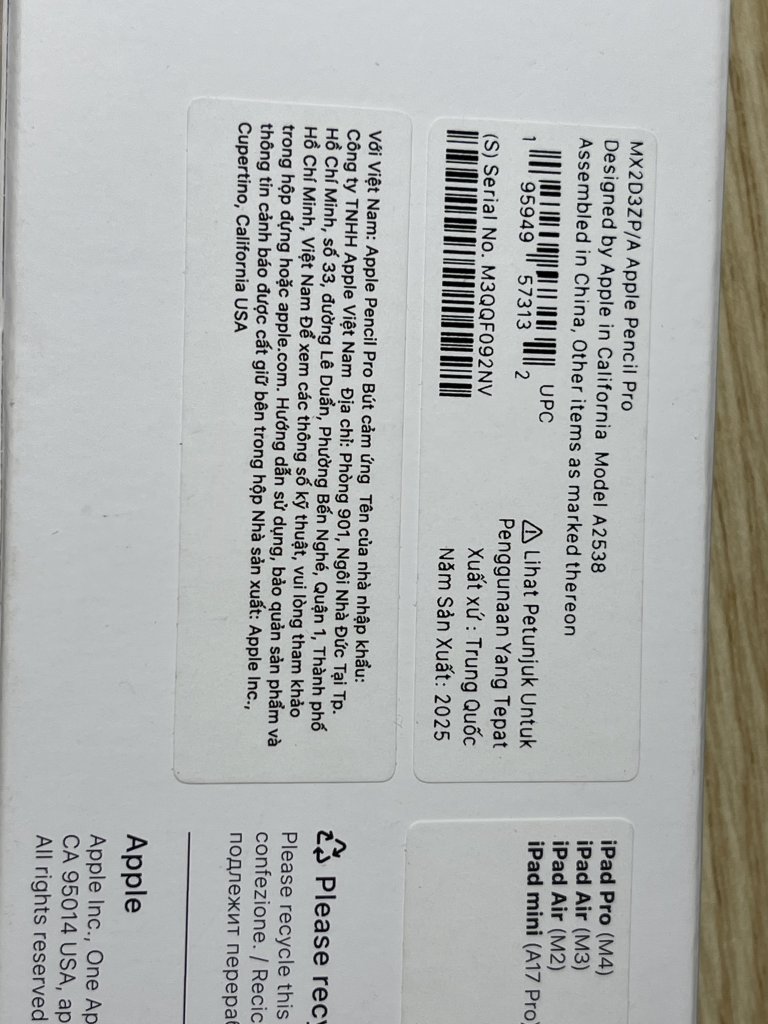 MX2D3ZP/A Apple Pencil Pro
Designed by Apple in California Model A2538
Assembled in China, Other items as marked thereon
1 95949 57313 2 UPC
(S) Serial No. M3QQF092NV
⚠ Lihat Petunjuk Untuk
Penggunaan Yang Tepat
Xuất xứ : Trung Quốc
Năm Sản Xuất: 2025
Với Việt Nam: Apple Pencil Pro Bút cảm ứng Tên của nhà nhập khẩu:
Công ty TNHH Apple Việt Nam Địa chỉ: Phòng 901, Ngôi Nhà Đức Tại Tp.
Hồ Chí Minh, số 33, đường Lê Duẩn, Phường Bến Nghé, Quận 1, Thành phố
Hồ Chí Minh, Việt Nam Để xem các thông số kỹ thuật, vui lòng tham khảo
trong hộp đựng hoặc apple.com. Hướng dẫn sử dụng, bảo quản sản phẩm và
thông tin cảnh báo được cất giữ bên trong hộp Nhà sản xuất: Apple Inc.,
Cupertino, California USA
iPad Pro (M4)
iPad Air (M3)
iPad Air (M2)
iPad mini (A17 Pro)
Please recy
Please recycle this
confezione. / Recic
подлежит перераб
Apple
Apple Inc., One Ap
CA 95014 USA, ap
All rights reserved